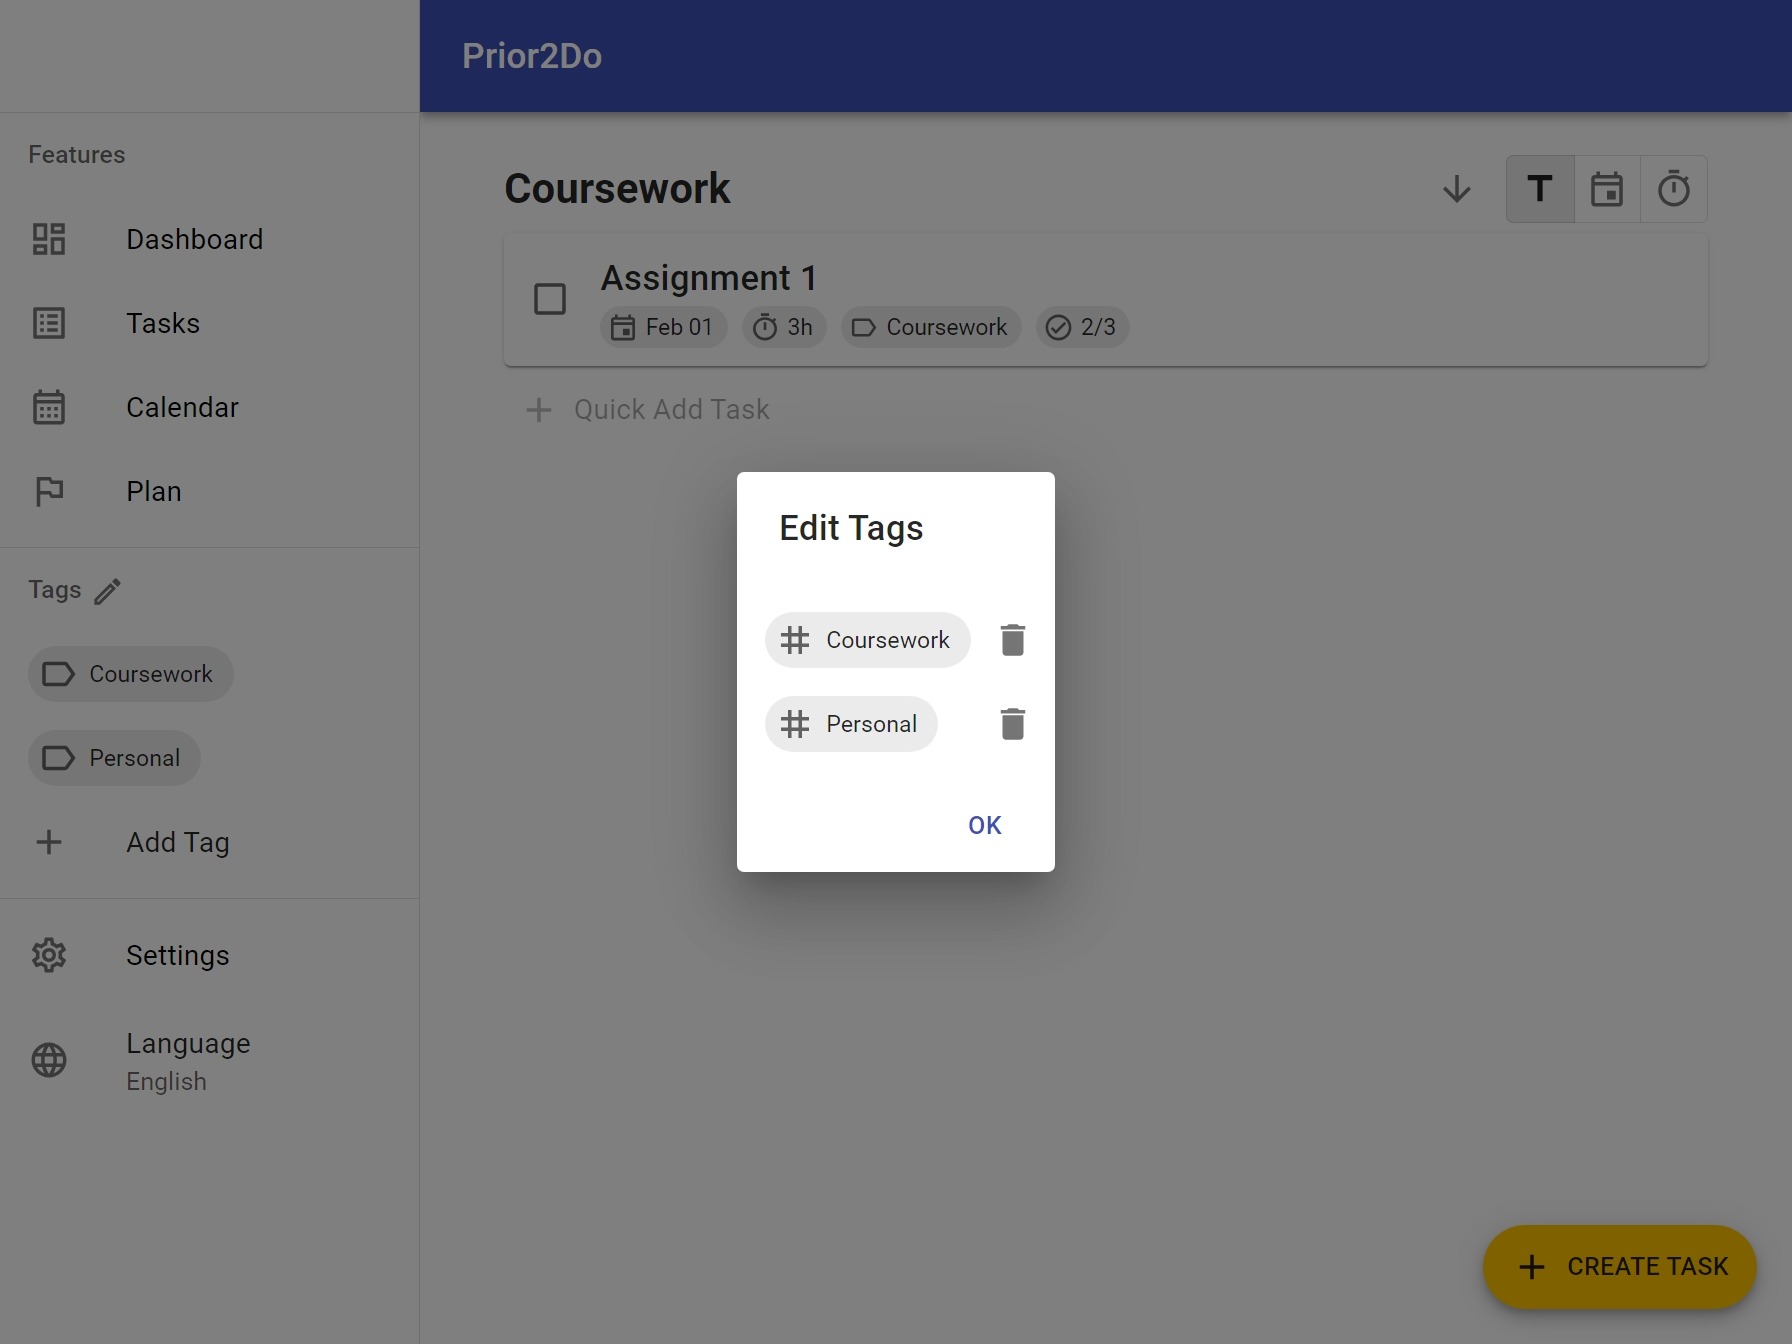 Prior2Do
Features
Dashboard
Tasks
Calendar
Plan
Tags
Coursework
Personal
Add Tag
Settings
Language
English
Coursework
T
Assignment 1
Feb 01 3h Coursework 2/3
Quick Add Task
Edit Tags
Coursework
Personal
OK
CREATE TASK